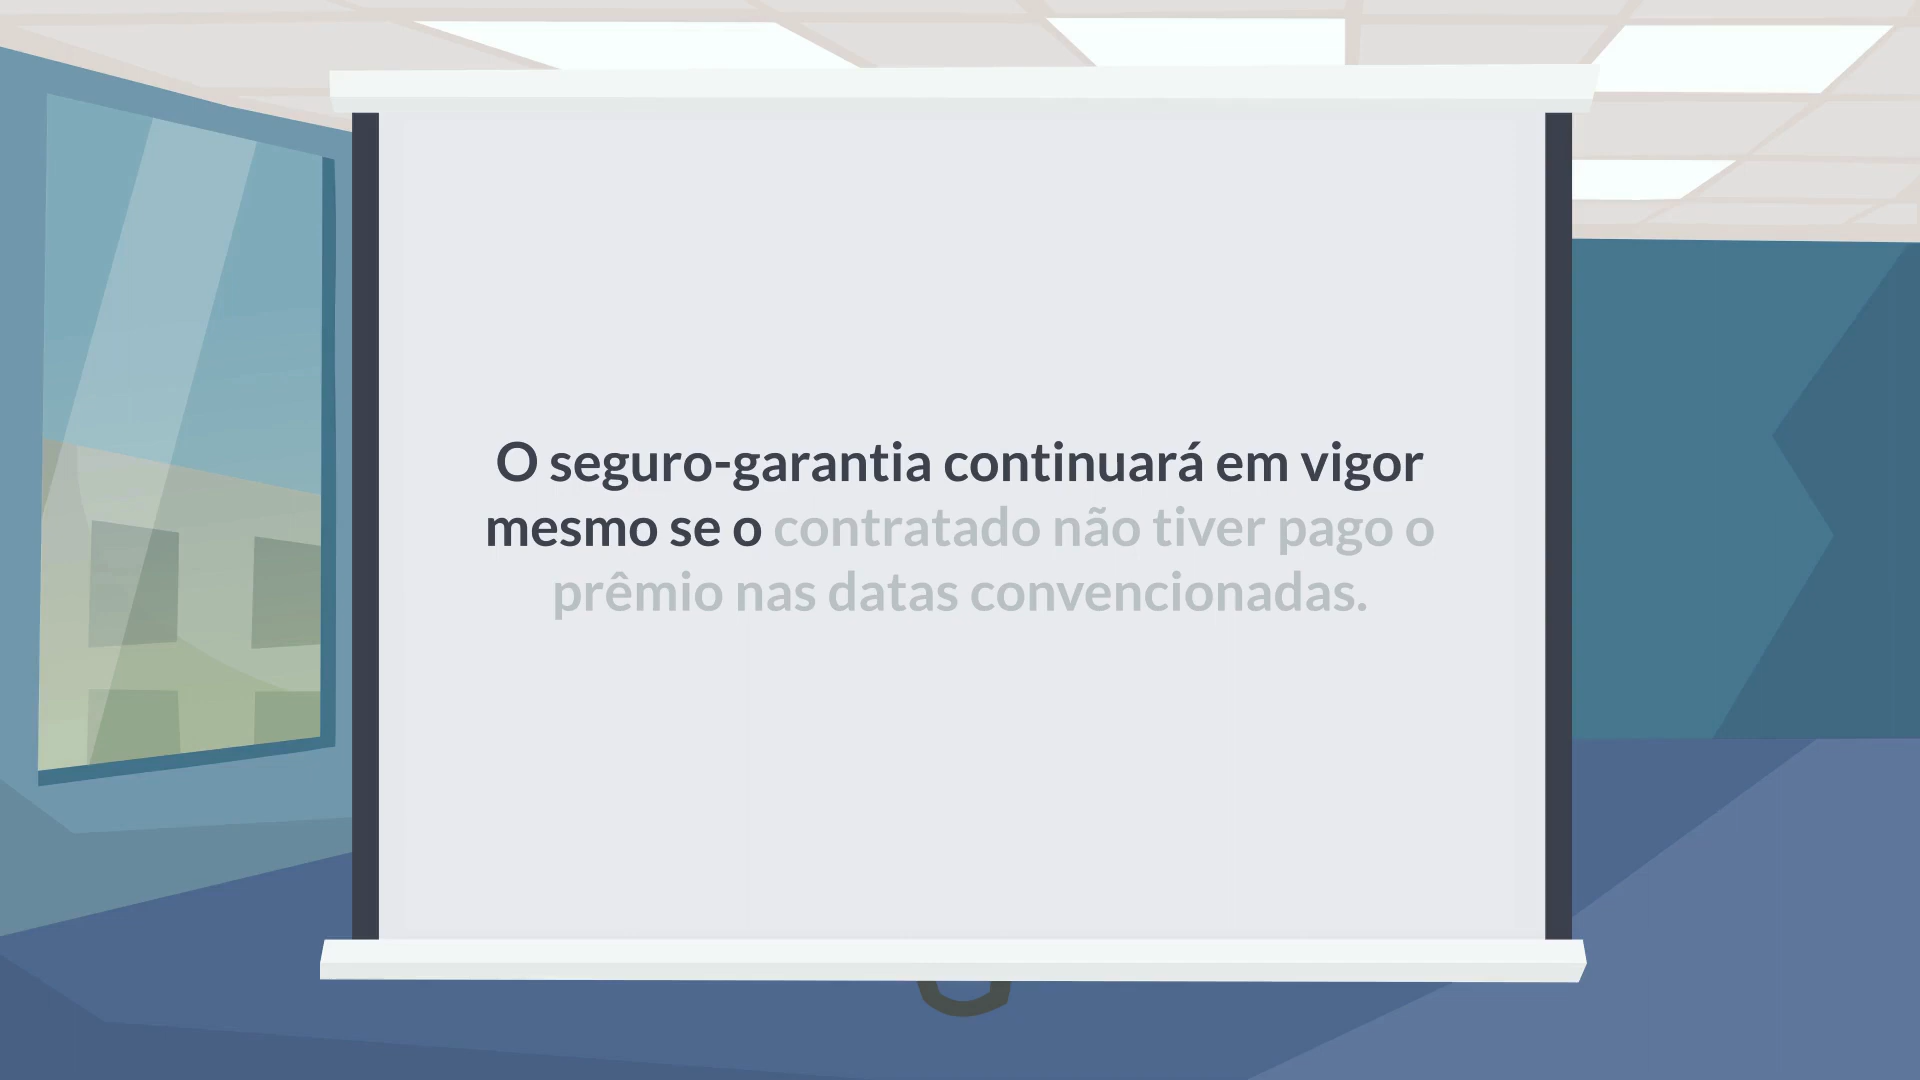 O seguro-garantia continuará em vigor
mesmo se o contratado não tiver pago o
prêmio nas datas convencionadas.